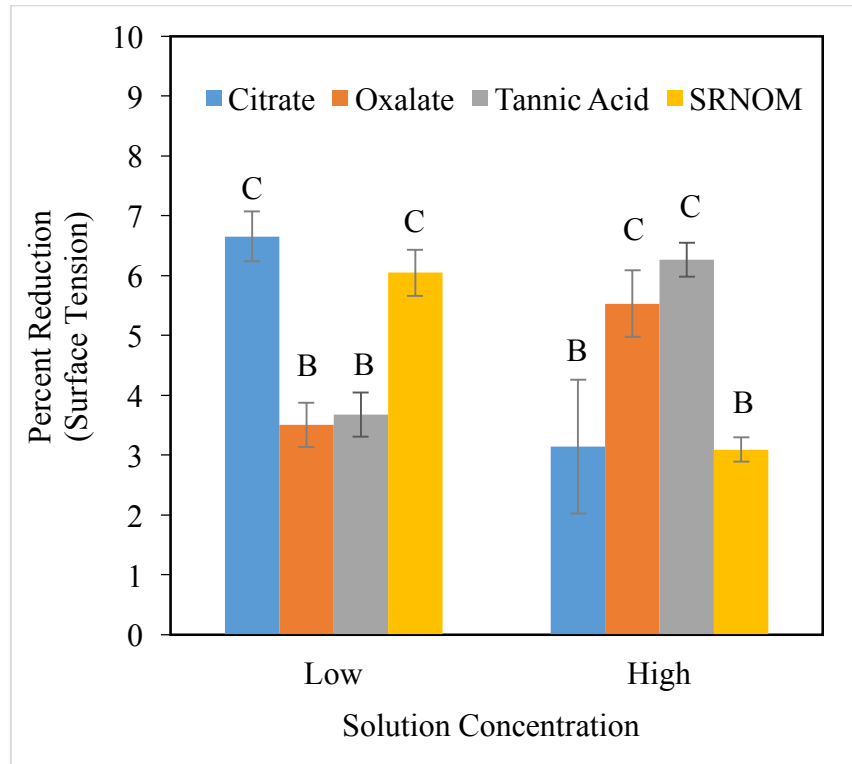 10
9
Citrate Oxalate Tannic Acid SRNOM
8
C C C
7
C
6
B B B
5
B
4
3
2
1
0
Percent Reduction
(Surface Tension)
Low High
Solution Concentration